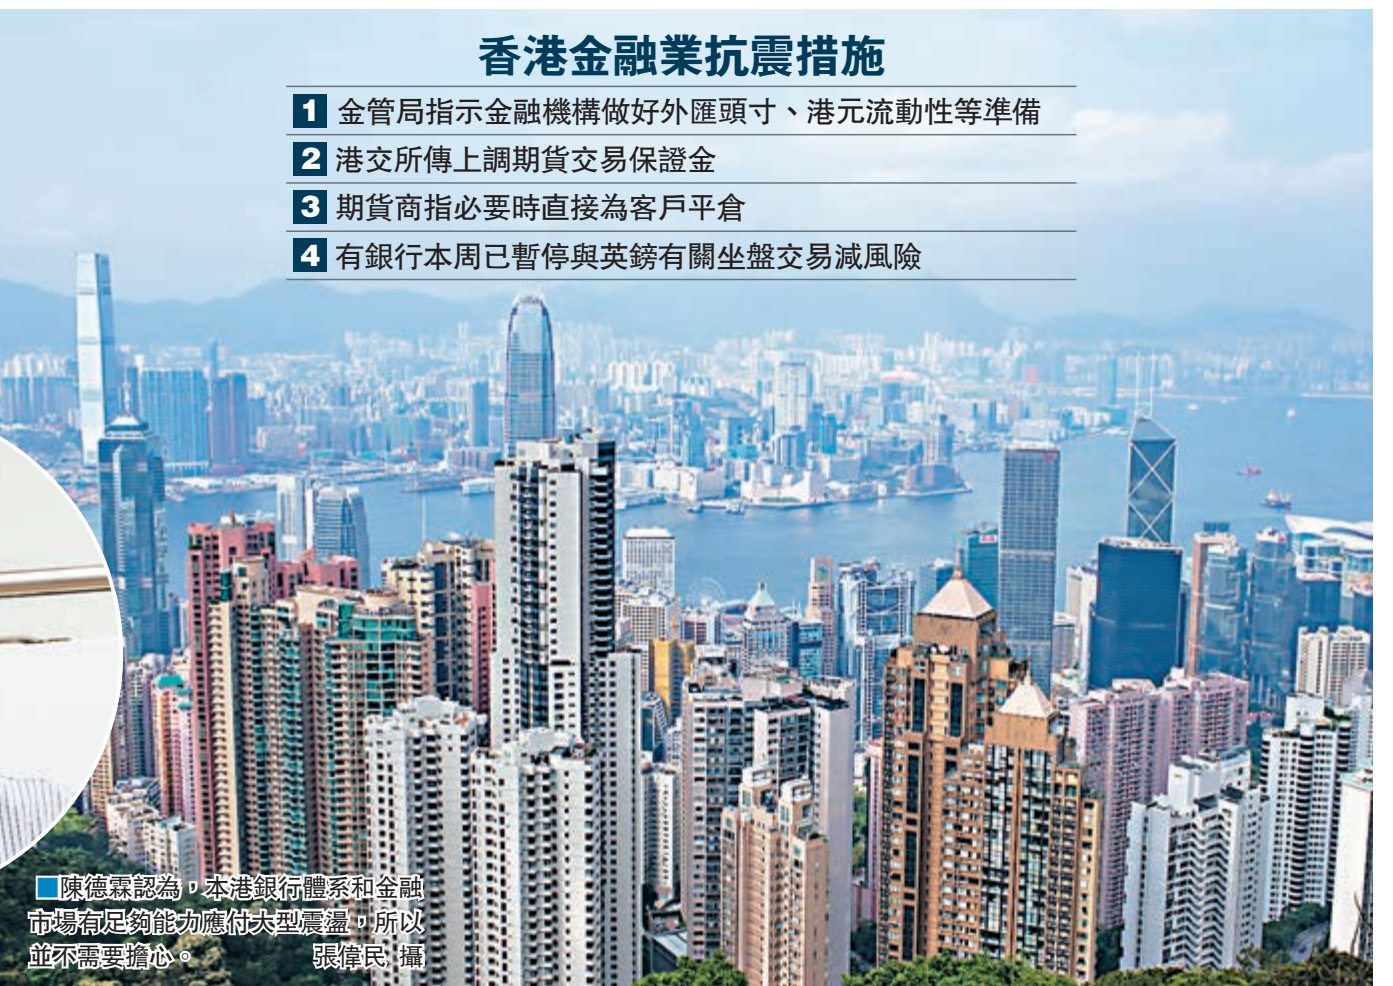 香港金融業抗震措施
1 金管局指示金融機構做好外匯頭寸、港元流動性等準備
2 港交所傳上調期貨交易保證金
3 期貨商指必要時直接為客戶平倉
4 有銀行本周已暫停與英鎊有關坐盤交易減風險
■陳德霖認為，本港銀行體系和金融
市場有足夠能力應付大型震盪，所以
並不需要擔心。 張偉民 攝